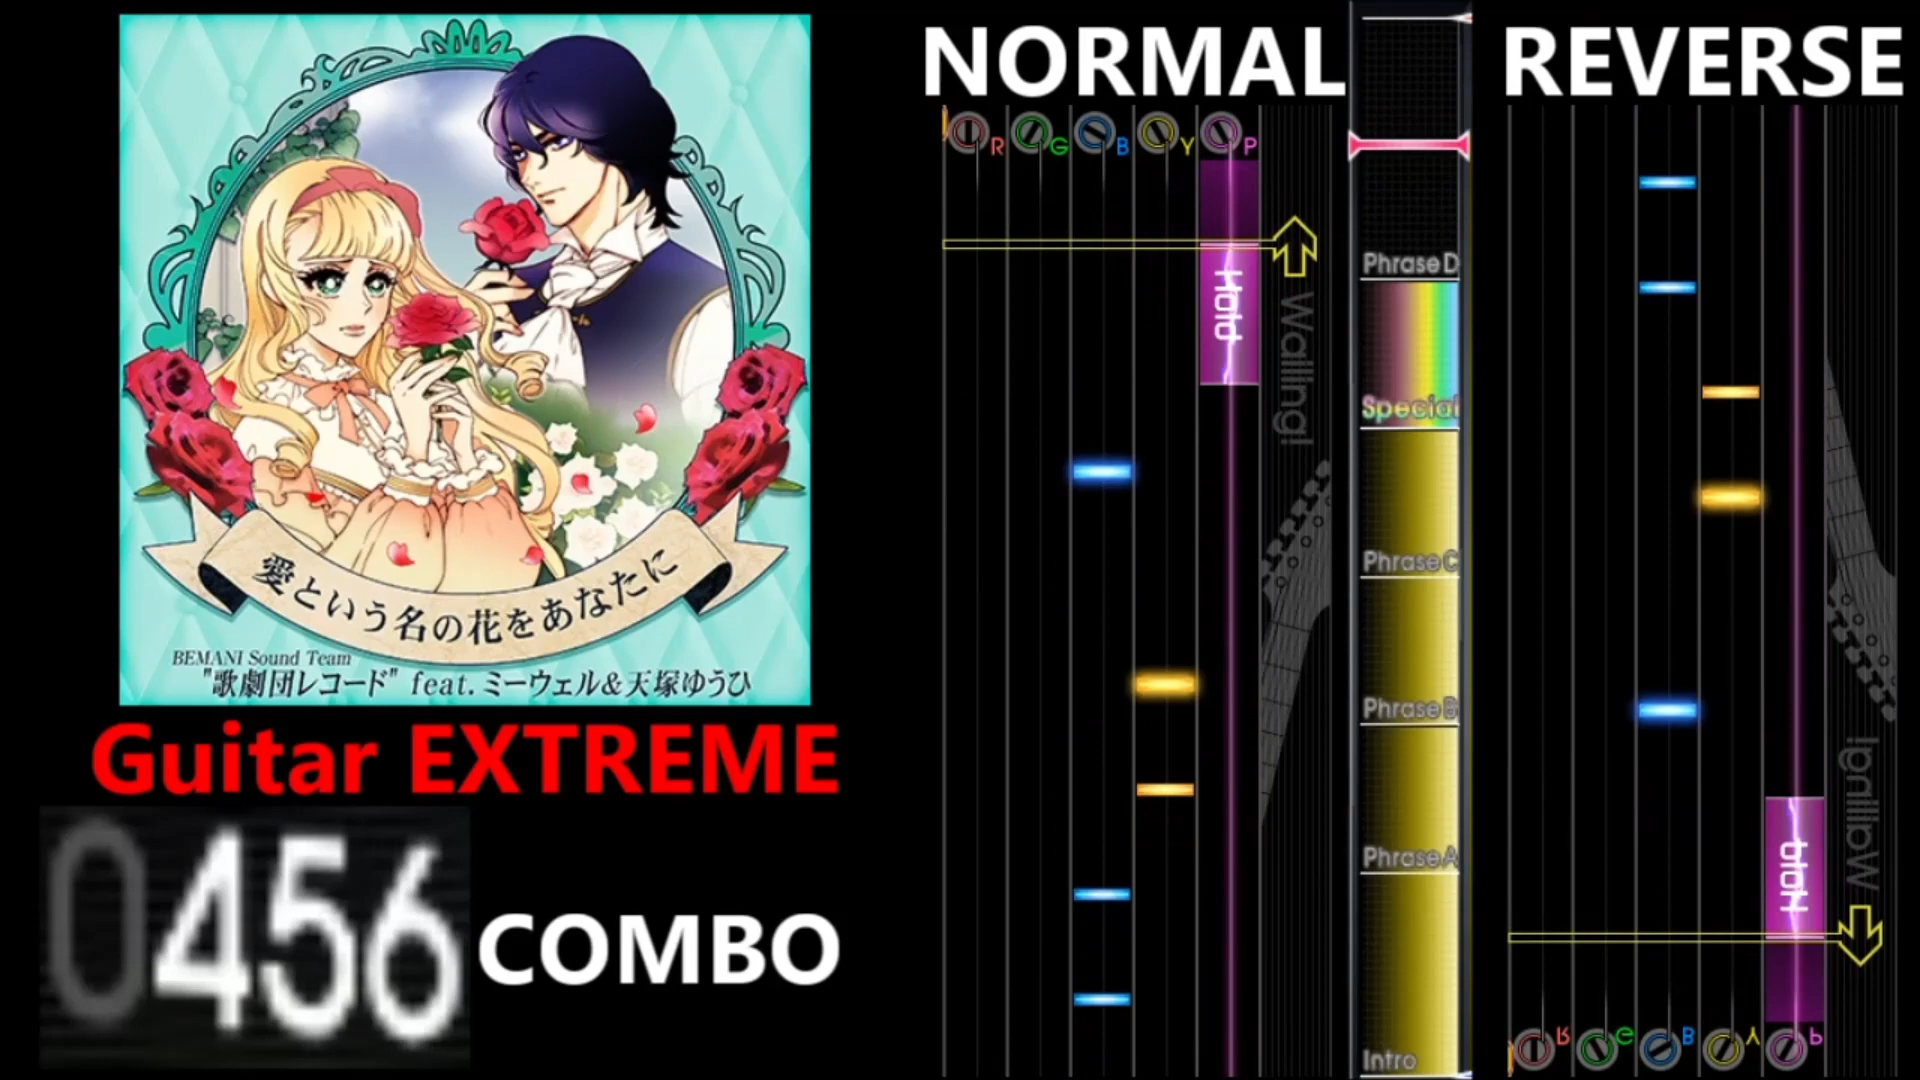 愛という名の花をあなたに
BEMANI Sound Team
"歌劇団レコード" feat. ミーウェル&天塚ゆうひ
Guitar EXTREME
0456 COMBO
NORMAL
R G B Y P
Hold
Wailing!
Phrase D
Special
Phrase C
Phrase B
Phrase A
Intro
REVERSE
Wailing!
Hold
R G B Y P